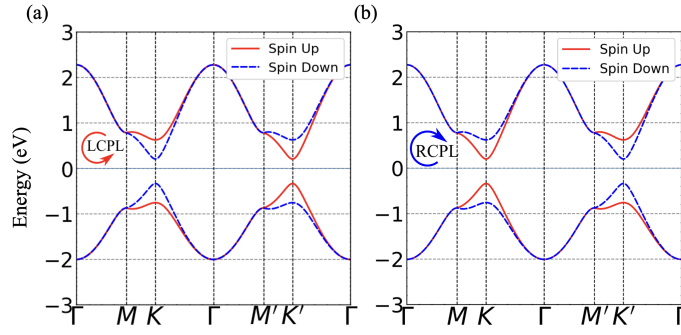 (a)
(b)
Energy (eV)
3
2
1
0
−1
−2
−3
Spin Up
Spin Down
LCPL
Γ M K Γ M′ K′ Γ
3
2
1
0
−1
−2
−3
Spin Up
Spin Down
RCPL
Γ M K Γ M′ K′ Γ